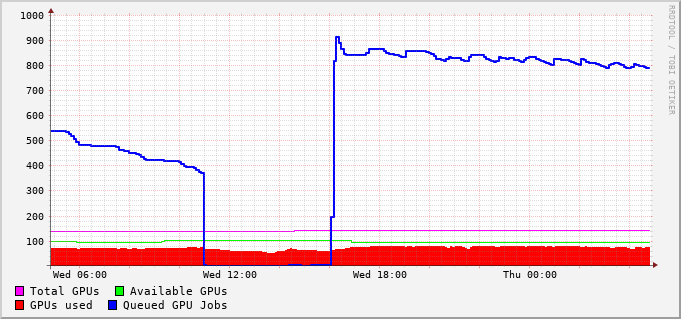 1000
900
800
700
600
500
400
300
200
100
Wed 06:00 Wed 12:00 Wed 18:00 Thu 00:00
Total GPUs Available GPUs
GPUs used Queued GPU Jobs
RRDTOOL / TOBI OETIKER